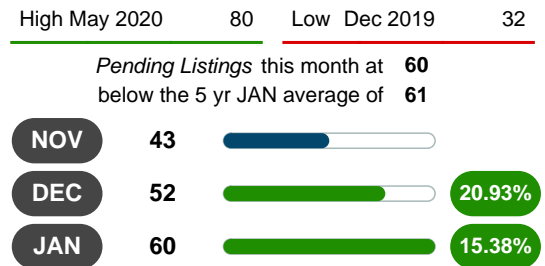 High May 2020 80 Low Dec 2019 32
Pending Listings this month at 60
below the 5 yr JAN average of 61
NOV 43
DEC 52 20.93%
JAN 60 15.38%